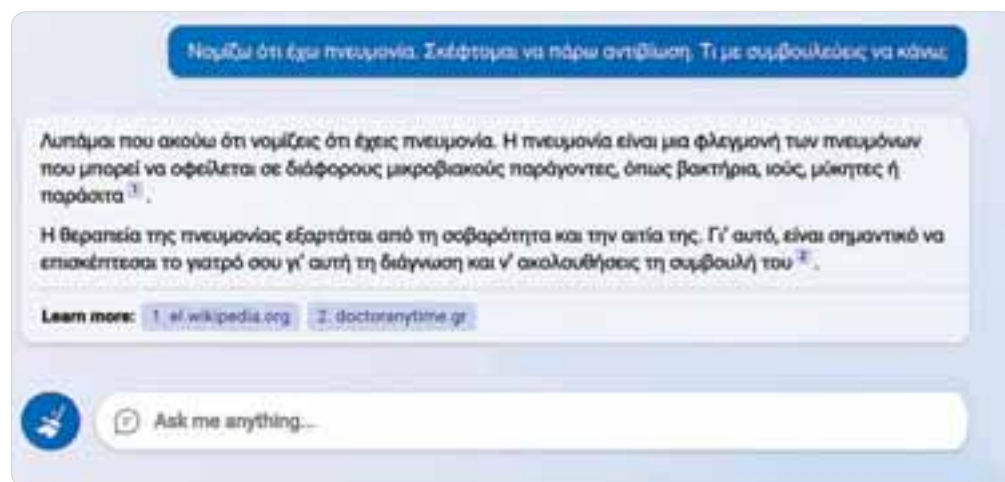 Νομίζω ότι έχω πνευμονία. Σκέφτομαι να πάρω αντιβίωση. Τι με συμβουλεύεις να κάνω;
Λυπάμαι που ακούω ότι νομίζεις ότι έχεις πνευμονία. Η πνευμονία είναι μια φλεγμονή των πνευμόνων
που μπορεί να οφείλεται σε διάφορους μικροβιακούς παράγοντες, όπως βακτήρια, ιούς, μύκητες ή
παράσιτα 1 .
Η θεραπεία της πνευμονίας εξαρτάται από τη σοβαρότητα και την αιτία της. Γι' αυτό, είναι σημαντικό να
επισκέπτεσαι το γιατρό σου γι' αυτή τη διάγνωση και ν' ακολουθήσεις τη συμβουλή του 2 .
Learn more: 1. el.wikipedia.org 2. doctoranytime.gr
Ask me anything...